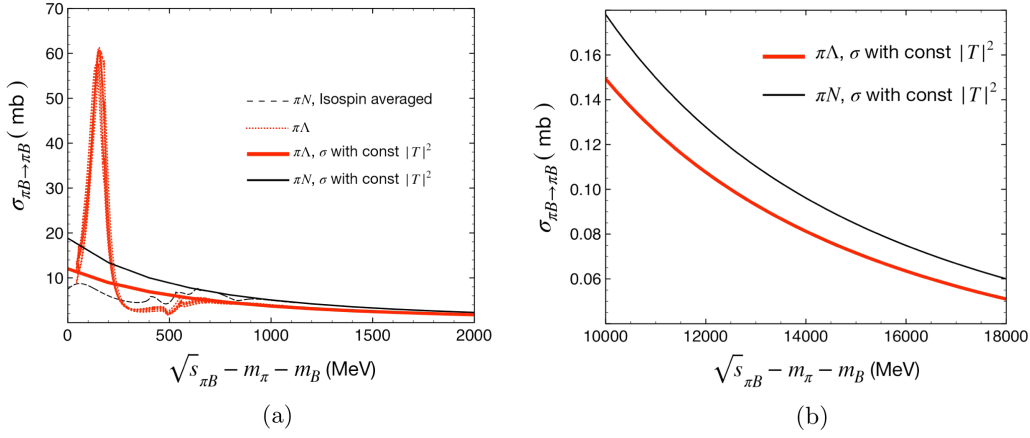 70
60
50
40
30
20
10
0
500
1000
1500
2000
σπB→πB ( mb)
πN, Isospin averaged
πΛ
πΛ, σ with const |T|²
πN, σ with const |T|²
√sπB − mπ − mB (MeV)
(a)
0.16
0.14
0.12
0.10
0.08
0.06
10000
12000
14000
16000
18000
σπB→πB ( mb)
πΛ, σ with const |T|²
πN, σ with const |T|²
√sπB − mπ − mB (MeV)
(b)